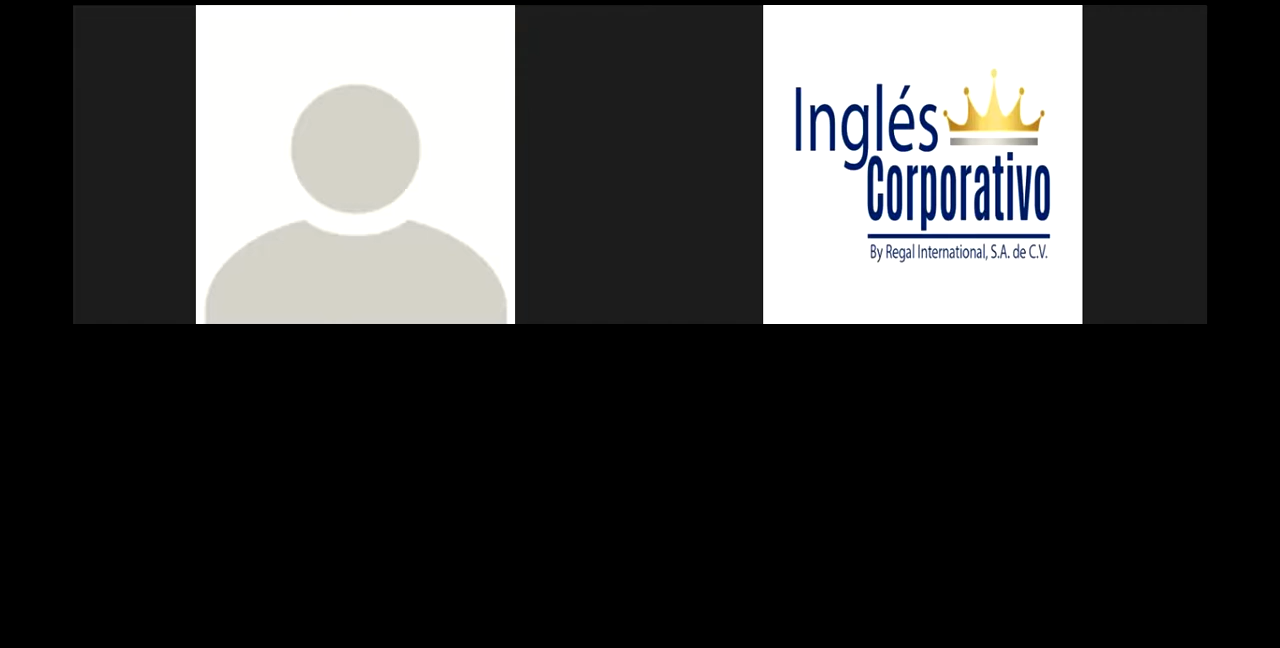 Inglés
Corporativo
By Regal International, S.A. de C.V.